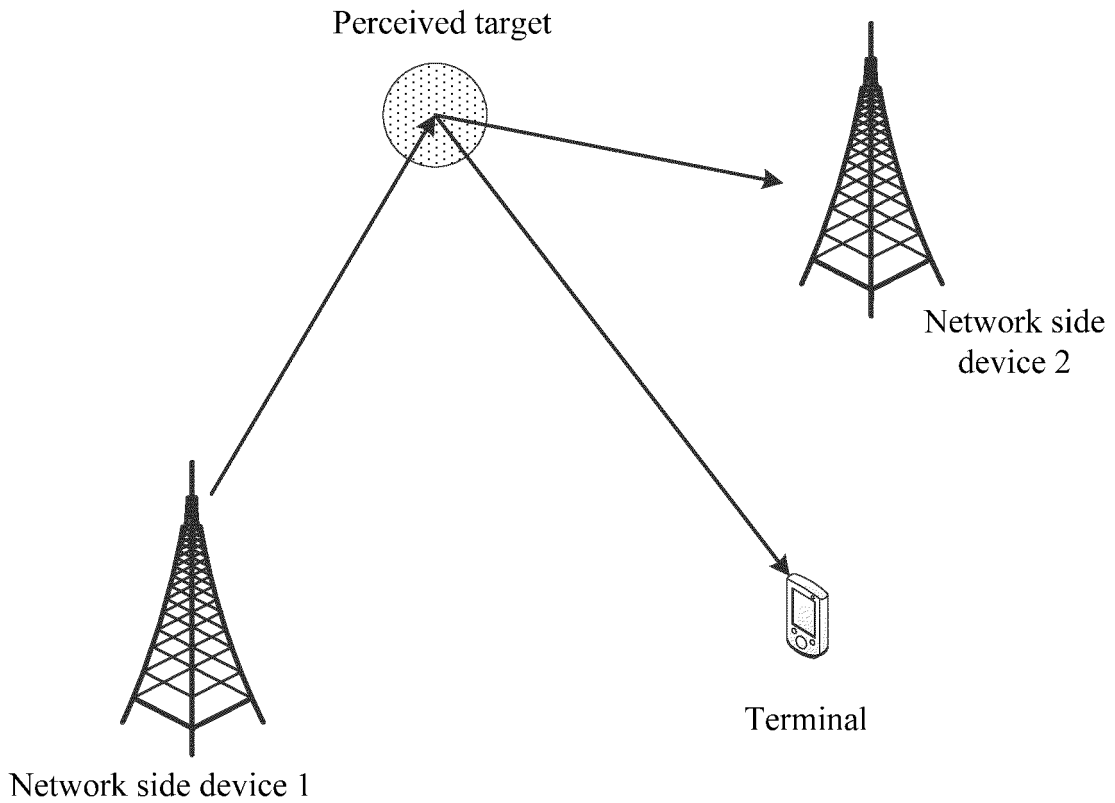 Perceived target
Network side
device 2
Terminal
Network side device 1